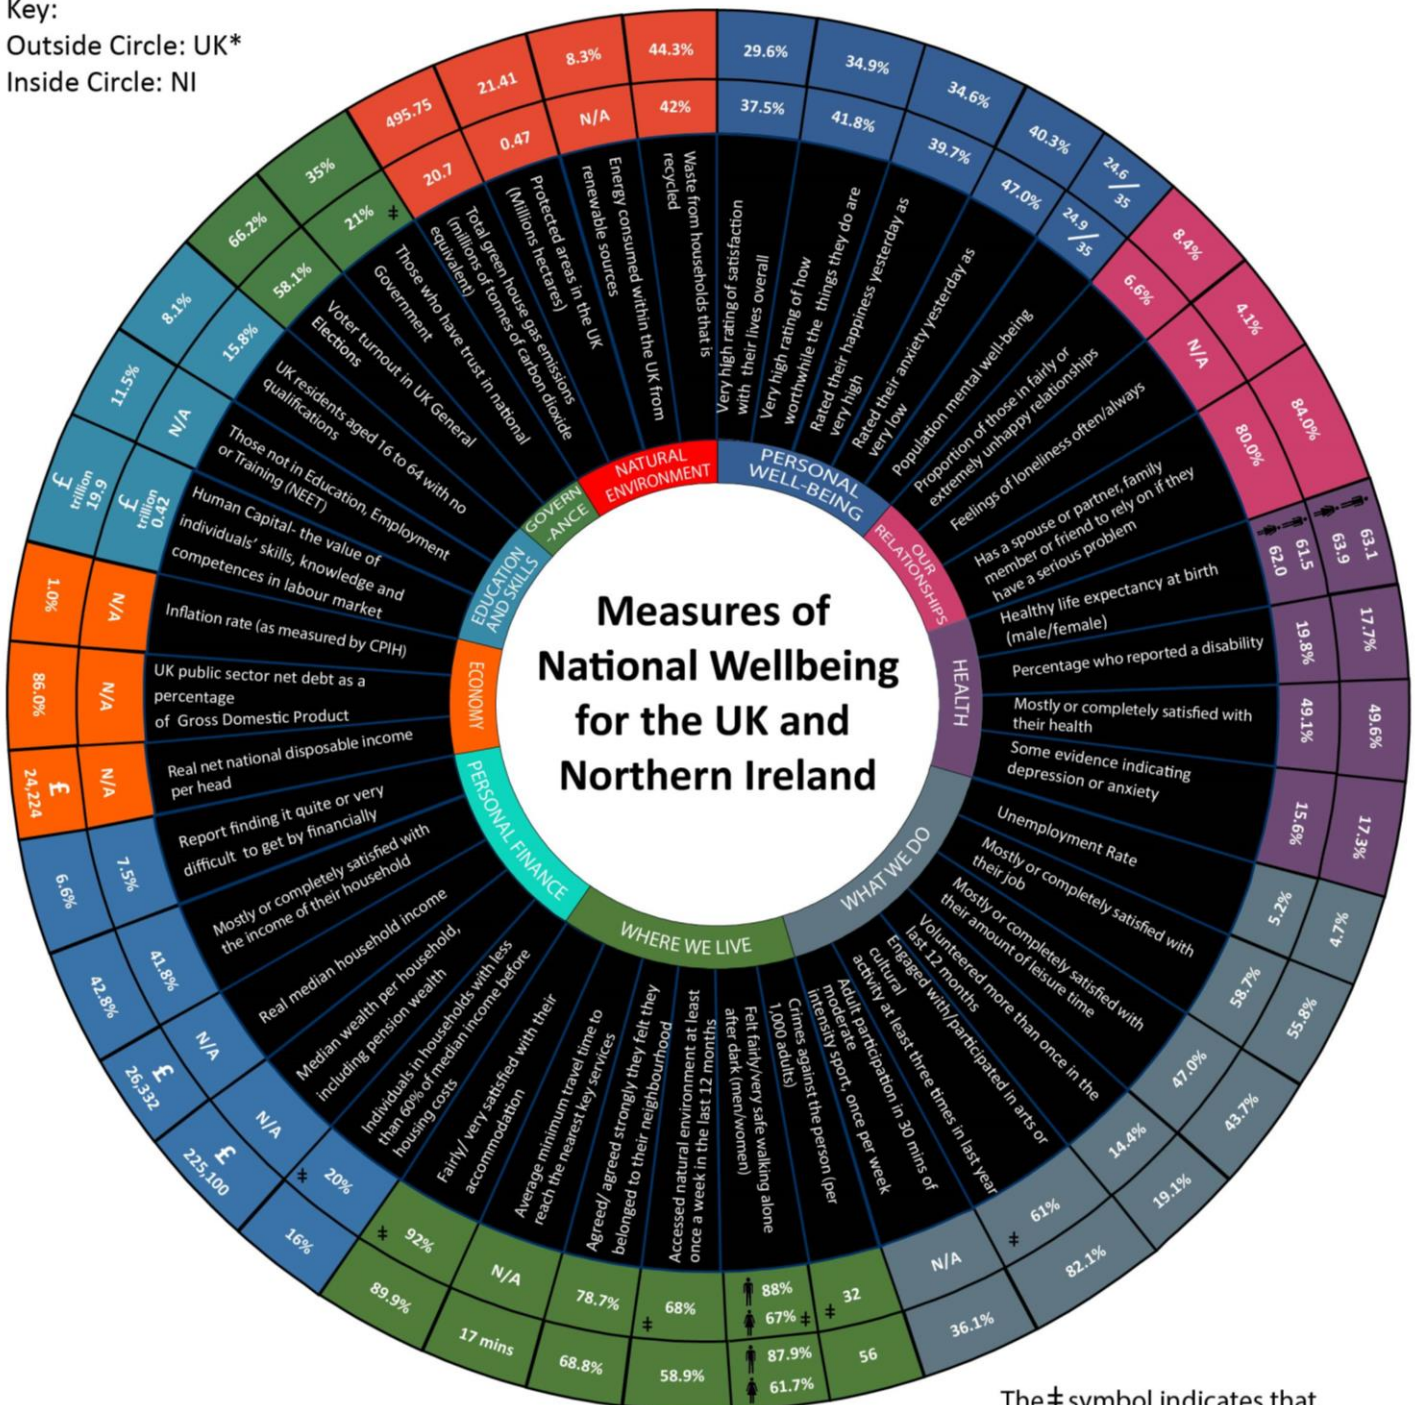 Key:
Outside Circle: UK*
Inside Circle: NI
Measures of
National Wellbeing
for the UK and
Northern Ireland
PERSONAL
WELL-BEING
Very high rating of satisfaction
with their lives overall
29.6%
37.5%
Very high rating of how
worthwhile the things they do are
34.9%
41.8%
Rated their happiness yesterday as
very high
34.6%
39.7%
Rated their anxiety yesterday as
very low
40.3%
47.0%
Population mental well-being
24.6/35
24.9/35
OUR
RELATIONSHIPS
Proportion of those in fairly or
extremely unhappy relationships
8.4%
6.6%
Feelings of loneliness often/always
4.1%
N/A
Has a spouse or partner, family
member or friend to rely on if they
have a serious problem
84.0%
80.0%
HEALTH
Healthy life expectancy at birth
(male/female)
63.1
63.9
61.5
62.0
Percentage who reported a disability
17.7%
19.8%
Mostly or completely satisfied with
their health
49.6%
49.1%
Some evidence indicating
depression or anxiety
17.3%
15.6%
WHAT WE DO
Unemployment Rate
4.7%
5.2%
Mostly or completely satisfied with
their job
55.8%
58.7%
Mostly or completely satisfied with
their amount of leisure time
43.7%
47.0%
Volunteered more than once in the
last 12 months
19.1%
14.4%
Engaged with/participated in arts or
cultural
activity at least three times in last year
82.1%
61%
‡
Adult participation in 30 mins of
moderate
intensity sport, once per week
36.1%
N/A
WHERE WE LIVE
Crimes against the person (per
1,000 adults)
56
32
‡
Felt fairly/very safe walking alone
after dark (men/women)
87.9%
61.7%
88%
67% ‡
Accessed natural environment at least
once a week in the last 12 months
58.9%
68%
‡
Agreed/ agreed strongly they felt they
belonged to their neighbourhood
68.8%
78.7%
Average minimum travel time to
reach the nearest key services
17 mins
N/A
Fairly/ very satisfied with their
accommodation
89.9%
92%
‡
PERSONAL FINANCE
Individuals in households with less
than 60% of median income before
housing costs
16%
20%
‡
Median wealth per household,
including pension wealth
£
225,100
N/A
Real median household income
£
26,332
N/A
Mostly or completely satisfied with
the income of their household
42.8%
41.8%
Report finding it quite or very
difficult to get by financially
6.6%
7.5%
ECONOMY
Real net national disposable income
per head
£
24,224
N/A
UK public sector net debt as a
percentage
of Gross Domestic Product
86.0%
N/A
Inflation rate (as measured by CPIH)
1.0%
N/A
EDUCATION
AND SKILLS
Human Capital- the value of
individuals' skills, knowledge and
competences in labour market
£
trillion
19.9
£
trillion
0.42
Those not in Education, Employment
or Training (NEET)
11.5%
N/A
UK residents aged 16 to 64 with no
qualifications
8.1%
15.8%
GOVERN
-ANCE
Voter turnout in UK General
Elections
66.2%
58.1%
Those who have trust in national
Government
35%
21%
‡
NATURAL
ENVIRONMENT
Total green house gas emissions
(millions of tonnes of carbon dioxide
equivalent)
495.75
20.7
Protected areas in the UK
(Millions hectares)
21.41
0.47
Energy consumed within the UK from
renewable sources
8.3%
N/A
Waste from households that is
recycled
44.3%
42%
The ‡ symbol indicates that